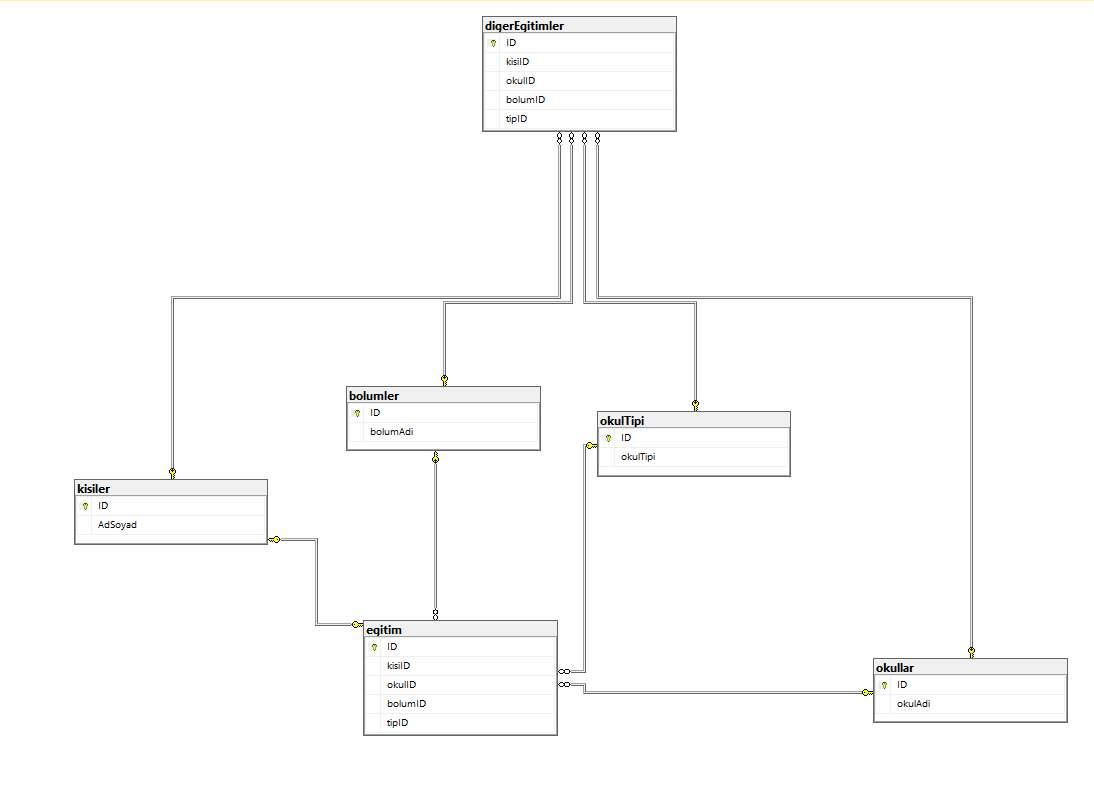 digerEgitimler
ID
kisiID
okulID
bolumID
tipID
bolumler
ID
bolumAdi
okulTipi
ID
okulTipi
kisiler
ID
AdSoyad
egitim
ID
kisiID
okulID
bolumID
tipID
okullar
ID
okulAdi